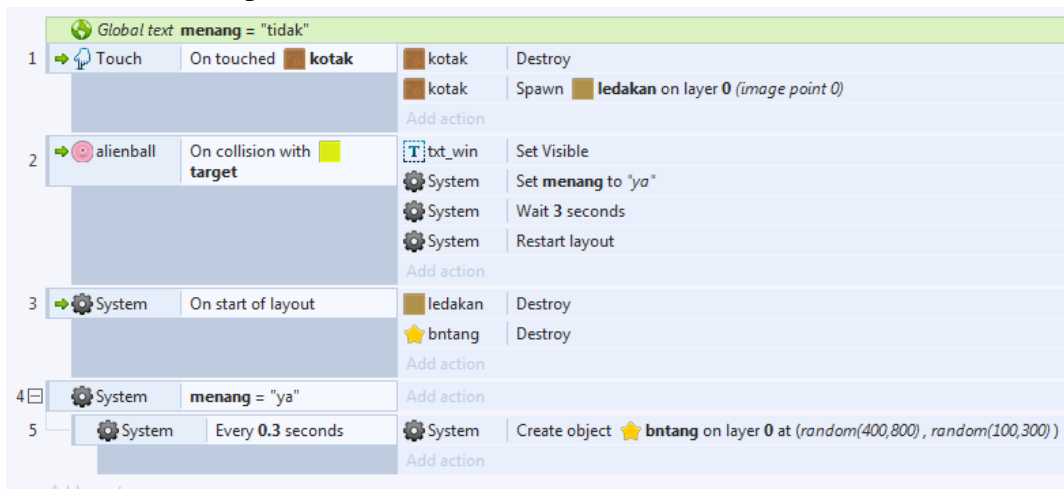 Global text menang = "tidak"
1 Touch On touched kotak kotak Destroy
kotak Spawn ledakan on layer 0 (image point 0)
Add action
2 alienball On collision with target T txt_win Set Visible
System Set menang to "ya"
System Wait 3 seconds
System Restart layout
Add action
3 System On start of layout ledakan Destroy
bntang Destroy
Add action
4 System menang = "ya" Add action
5 System Every 0.3 seconds System Create object bntang on layer 0 at (random(400,800) , random(100,300))
Add action